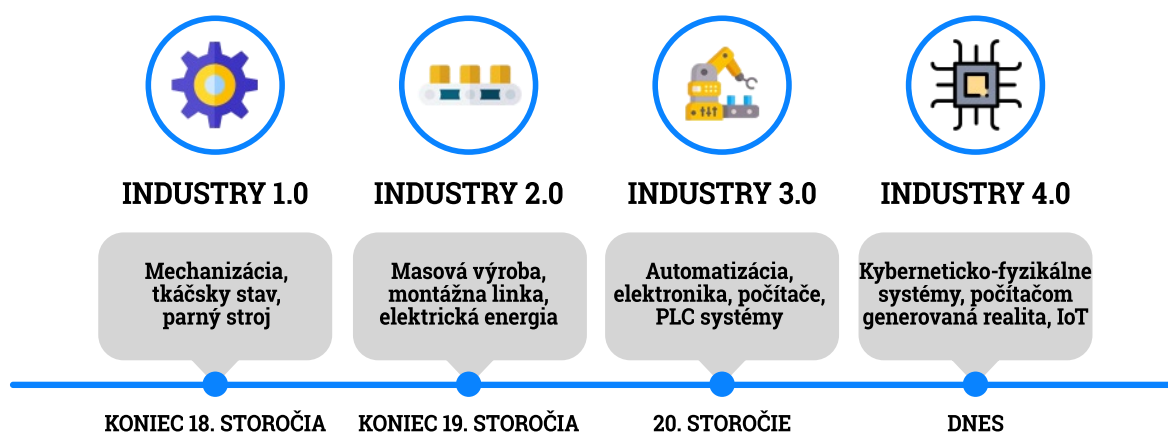 INDUSTRY 1.0
INDUSTRY 2.0
INDUSTRY 3.0
INDUSTRY 4.0
Mechanizácia,
tkáčsky stav,
parný stroj
Masová výroba,
montážna linka,
elektrická energia
Automatizácia,
elektronika, počítače,
PLC systémy
Kyberneticko-fyzikálne
systémy, počítačom
generovaná realita, IoT
KONIEC 18. STOROČIA
KONIEC 19. STOROČIA
20. STOROČIE
DNES